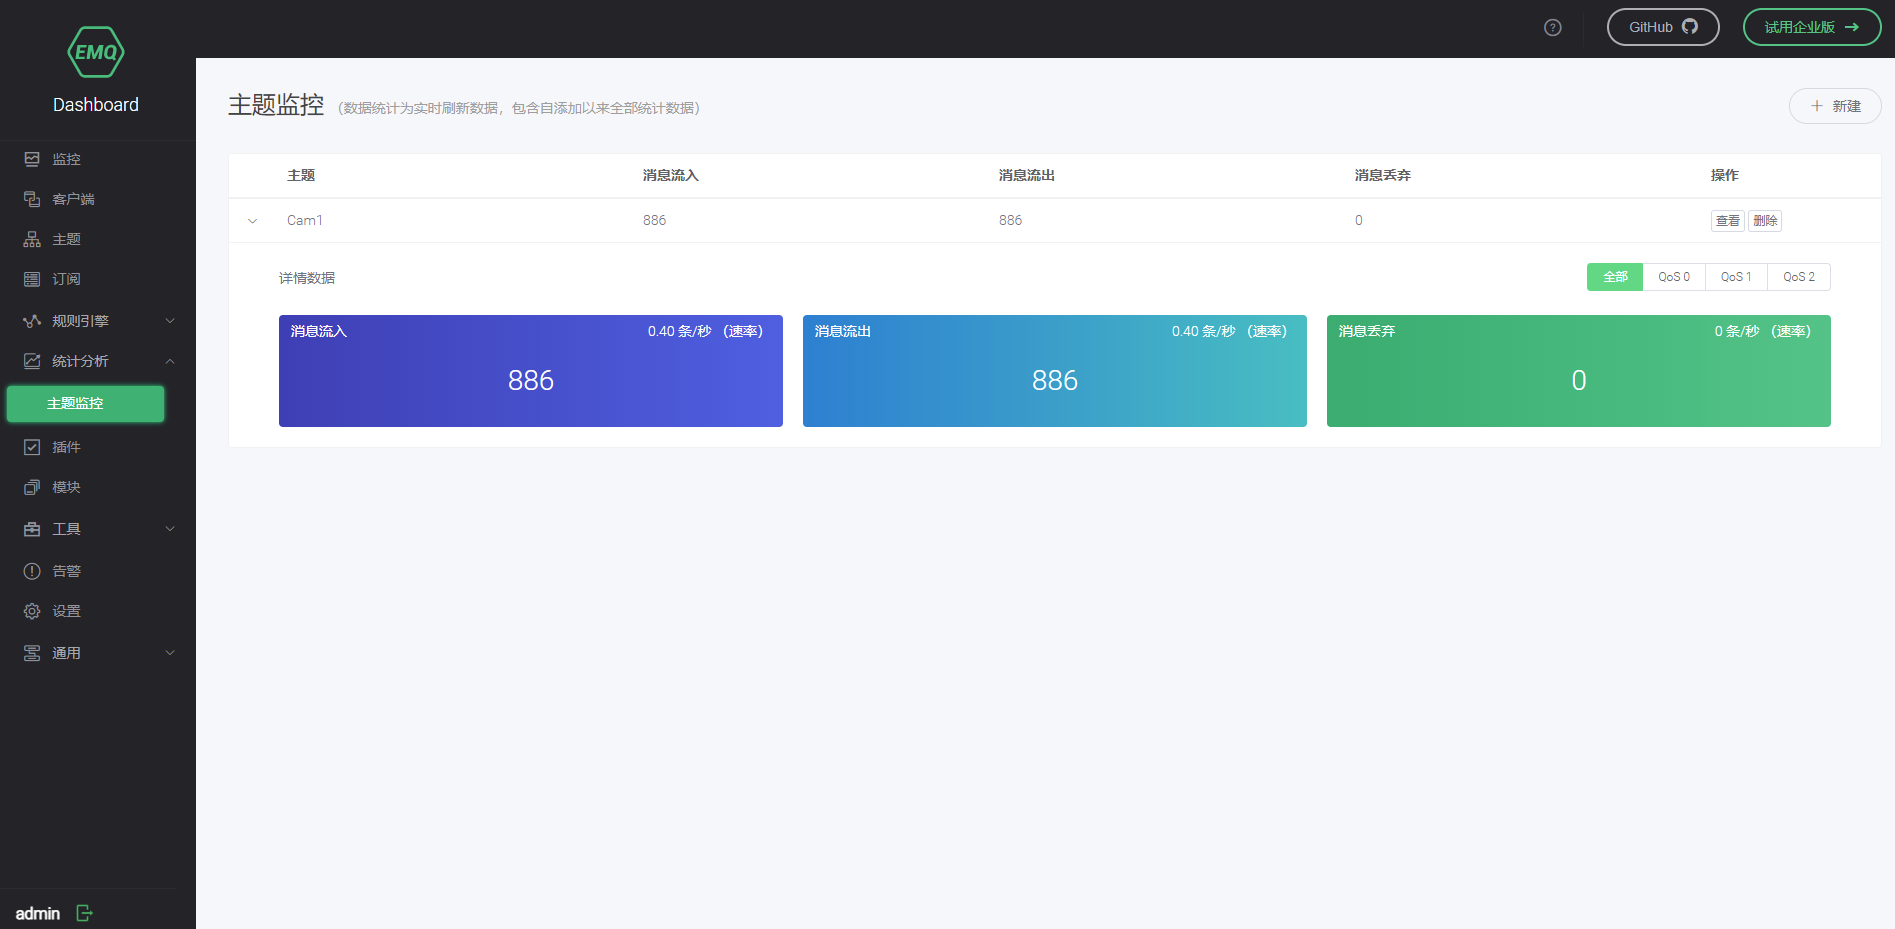 EMQ
Dashboard
监控
客户端
主题
订阅
规则引擎
统计分析
主题监控
插件
模块
工具
告警
设置
通用
admin
GitHub
试用企业版
主题监控 (数据统计为实时刷新数据，包含自添加以来全部统计数据)
新建
主题 消息流入 消息流出 消息丢弃 操作
Cam1 886 886 0 查看 删除
详情数据 全部 QoS 0 QoS 1 QoS 2
消息流入 0.40 条/秒 （速率）
886
消息流出 0.40 条/秒 （速率）
886
消息丢弃 0 条/秒 （速率）
0